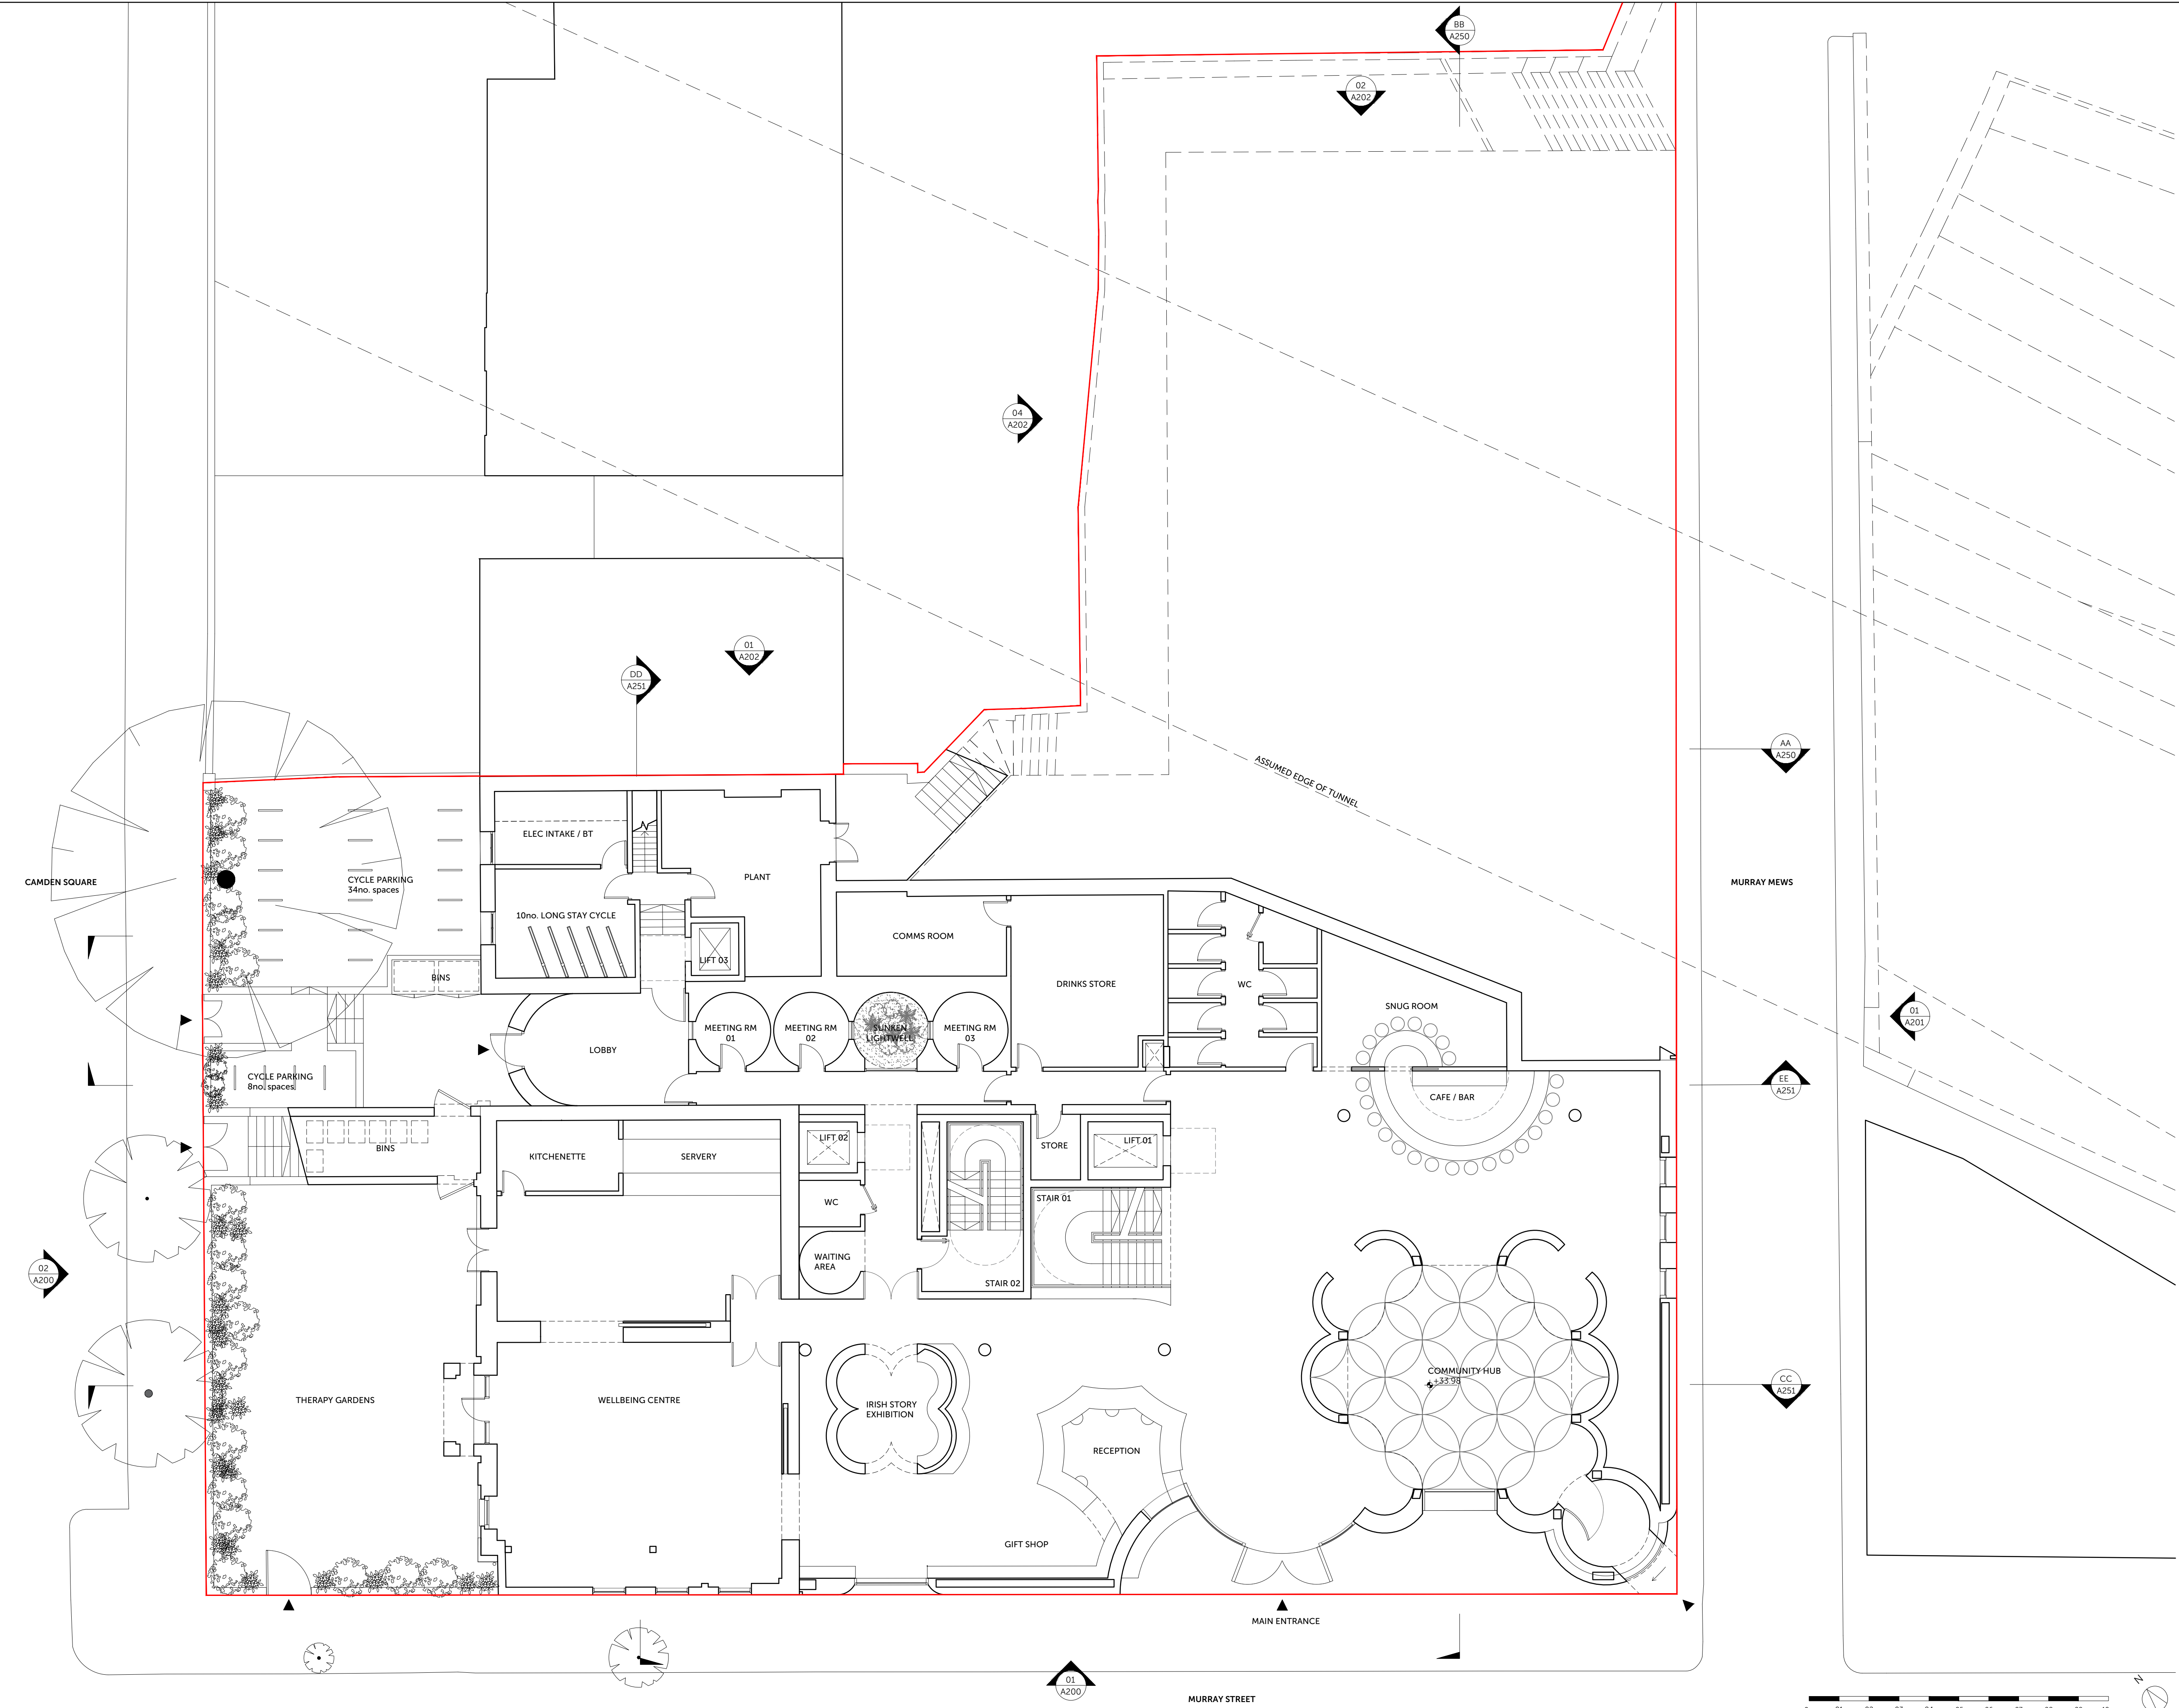 BB
A250
02
A202
04
A202
01
A202
DD
A251
AA
A250
ASSUMED EDGE OF TUNNEL
ELEC INTAKE / BT
PLANT
CAMDEN SQUARE
CYCLE PARKING
34no. spaces
MURRAY MEWS
10no. LONG STAY CYCLE
COMMS ROOM
LIFT 03
BINS
DRINKS STORE
WC
SNUG ROOM
01
A201
LOBBY
MEETING RM
01
MEETING RM
02
SUNKEN
LIGHTWELL
MEETING RM
03
CYCLE PARKING
8no. spaces
EE
A251
CAFE / BAR
BINS
KITCHENETTE
SERVERY
LIFT 02
STORE
LIFT 01
WC
STAIR 01
WAITING
AREA
STAIR 02
02
A200
COMMUNITY HUB
+33.98
CC
A251
THERAPY GARDENS
WELLBEING CENTRE
IRISH STORY
EXHIBITION
RECEPTION
GIFT SHOP
MAIN ENTRANCE
01
A200
MURRAY STREET
N